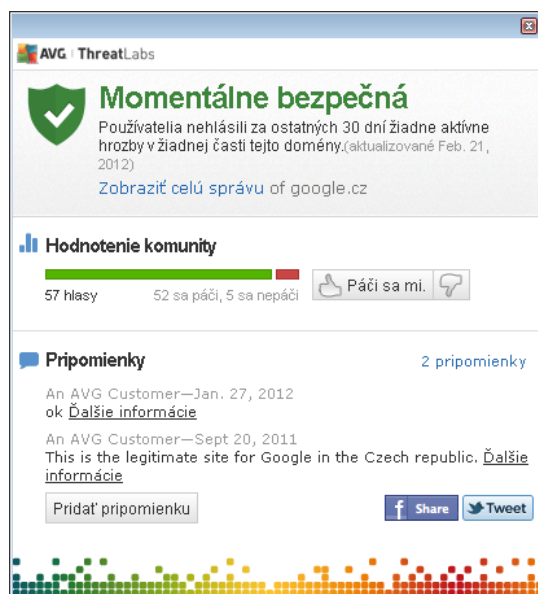 AVG ThreatLabs
Momentálne bezpečná
Používatelia nehlásili za ostatných 30 dní žiadne aktívne
hrozby v žiadnej časti tejto domény.(aktualizované Feb. 21,
2012)
Zobraziť celú správu of google.cz
Hodnotenie komunity
57 hlasy
52 sa páči, 5 sa nepáči
Páči sa mi.
Pripomienky
2 pripomienky
An AVG Customer—Jan. 27, 2012
ok Ďalšie informácie
An AVG Customer—Sept 20, 2011
This is the legitimate site for Google in the Czech republic. Ďalšie
informácie
Pridať pripomienku
f Share
Tweet